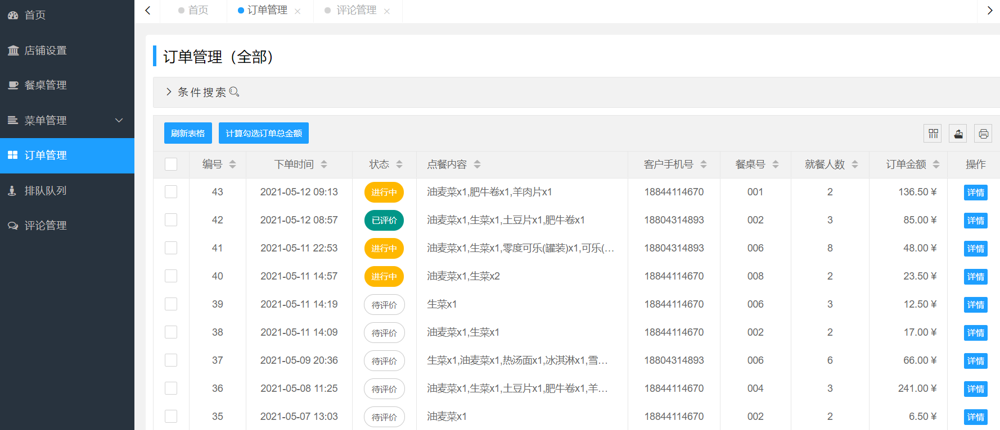 首页
店铺设置
餐桌管理
菜单管理
订单管理
排队队列
评论管理
首页 订单管理 评论管理
订单管理（全部）
条件搜索
刷新表格 计算勾选订单总金额
编号 下单时间 状态 点餐内容 客户手机号 餐桌号 就餐人数 订单金额 操作
43 2021-05-12 09:13 进行中 油麦菜x1,肥牛卷x1,羊肉片x1 18844114670 001 2 136.50 ¥ 详情
42 2021-05-12 08:57 已评价 油麦菜x1,生菜x1,土豆片x1,肥牛卷x1 18804314893 002 3 85.00 ¥ 详情
41 2021-05-11 22:53 进行中 油麦菜x1,生菜x1,零度可乐(罐装)x1,可乐(… 18804314893 006 8 48.00 ¥ 详情
40 2021-05-11 14:57 进行中 油麦菜x1,生菜x2 18844114670 008 2 23.50 ¥ 详情
39 2021-05-11 14:19 待评价 生菜x1 18844114670 006 3 12.50 ¥ 详情
38 2021-05-11 14:09 待评价 油麦菜x1,生菜x1 18844114670 002 2 17.00 ¥ 详情
37 2021-05-09 20:36 待评价 生菜x1,油麦菜x1,热汤面x1,冰淇淋x1,雪… 18804314893 006 6 66.00 ¥ 详情
36 2021-05-08 11:25 待评价 油麦菜x1,生菜x1,土豆片x1,肥牛卷x1,羊… 18844114670 004 3 241.00 ¥ 详情
35 2021-05-07 13:03 待评价 油麦菜x1 18844114670 002 2 6.50 ¥ 详情